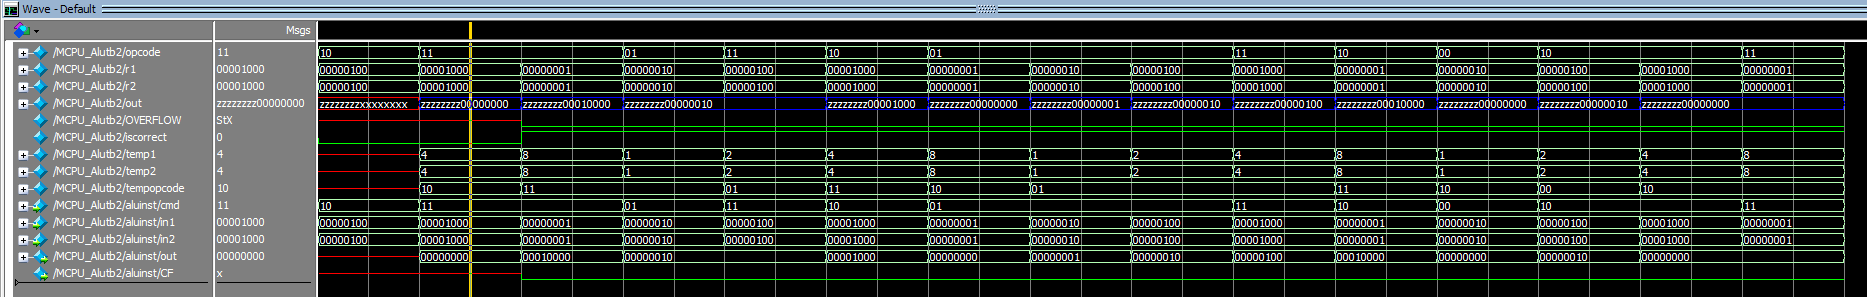 Wave - Default
Msgs
/MCPU_Alutb2/opcode 11 10 11 01 11 10 01 11 10 00 10 11
/MCPU_Alutb2/r1 00001000 00000100 00001000 00000001 00000010 00000100 00001000 00000001 00000010 00000100 00001000 00000001 00000010 00000100 00001000 00000001
/MCPU_Alutb2/r2 00001000 00000100 00001000 00000001 00000010 00000100 00001000 00000001 00000010 00000100 00001000 00000001 00000010 00000100 00001000 00000001
/MCPU_Alutb2/out zzzzzzzz00000000 zzzzzzzzxxxxxxxx zzzzzzzz00000000 zzzzzzzz00010000 zzzzzzzz00000010 zzzzzzzz00001000 zzzzzzzz00000000 zzzzzzzz00000001 zzzzzzzz00000010 zzzzzzzz00000100 zzzzzzzz00010000 zzzzzzzz00000000 zzzzzzzz00000010 zzzzzzzz00000000
/MCPU_Alutb2/OVERFLOW StX
/MCPU_Alutb2/iscorrect 0
/MCPU_Alutb2/temp1 4 4 8 1 2 4 8 1 2 4 8 1 2 4 8
/MCPU_Alutb2/temp2 4 4 8 1 2 4 8 1 2 4 8 1 2 4 8
/MCPU_Alutb2/tempopcode 10 10 11 01 11 10 01 11 10 00 10
/MCPU_Alutb2/aluinst/cmd 11 10 11 01 11 10 01 11 10 00 10 11
/MCPU_Alutb2/aluinst/in1 00001000 00000100 00001000 00000001 00000010 00000100 00001000 00000001 00000010 00000100 00001000 00000001 00000010 00000100 00001000 00000001
/MCPU_Alutb2/aluinst/in2 00001000 00000100 00001000 00000001 00000010 00000100 00001000 00000001 00000010 00000100 00001000 00000001 00000010 00000100 00001000 00000001
/MCPU_Alutb2/aluinst/out 00000000 00000000 00010000 00000010 00001000 00000000 00000001 00000010 00000100 00010000 00000000 00000010 00000000
/MCPU_Alutb2/aluinst/CF x